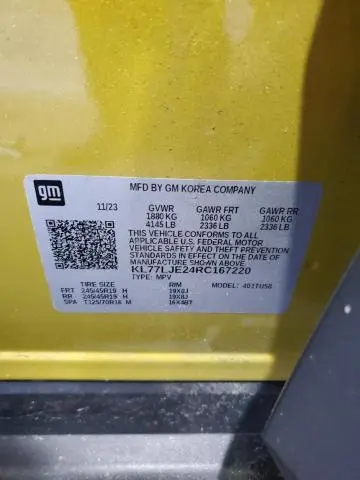 gm
MFD BY GM KOREA COMPANY
11/23 GVWR GAWR FRT GAWR RR
1880 KG 1060 KG 1060 KG
4145 LB 2336 LB 2336 LB
THIS VEHICLE CONFORMS TO ALL
APPLICABLE U.S. FEDERAL MOTOR
VEHICLE SAFETY AND THEFT PREVENTION
STANDARDS IN EFFECT ON THE DATE OF
MANUFACTURE SHOWN ABOVE.
KL77LJE24RC167220
TYPE: MPV MODEL:
TIRE SIZE RIM
FRT 245/45R19 H 19X8J
RR 245/45R19 H 19X8J
SPA T125/70R16 M 16X4BT